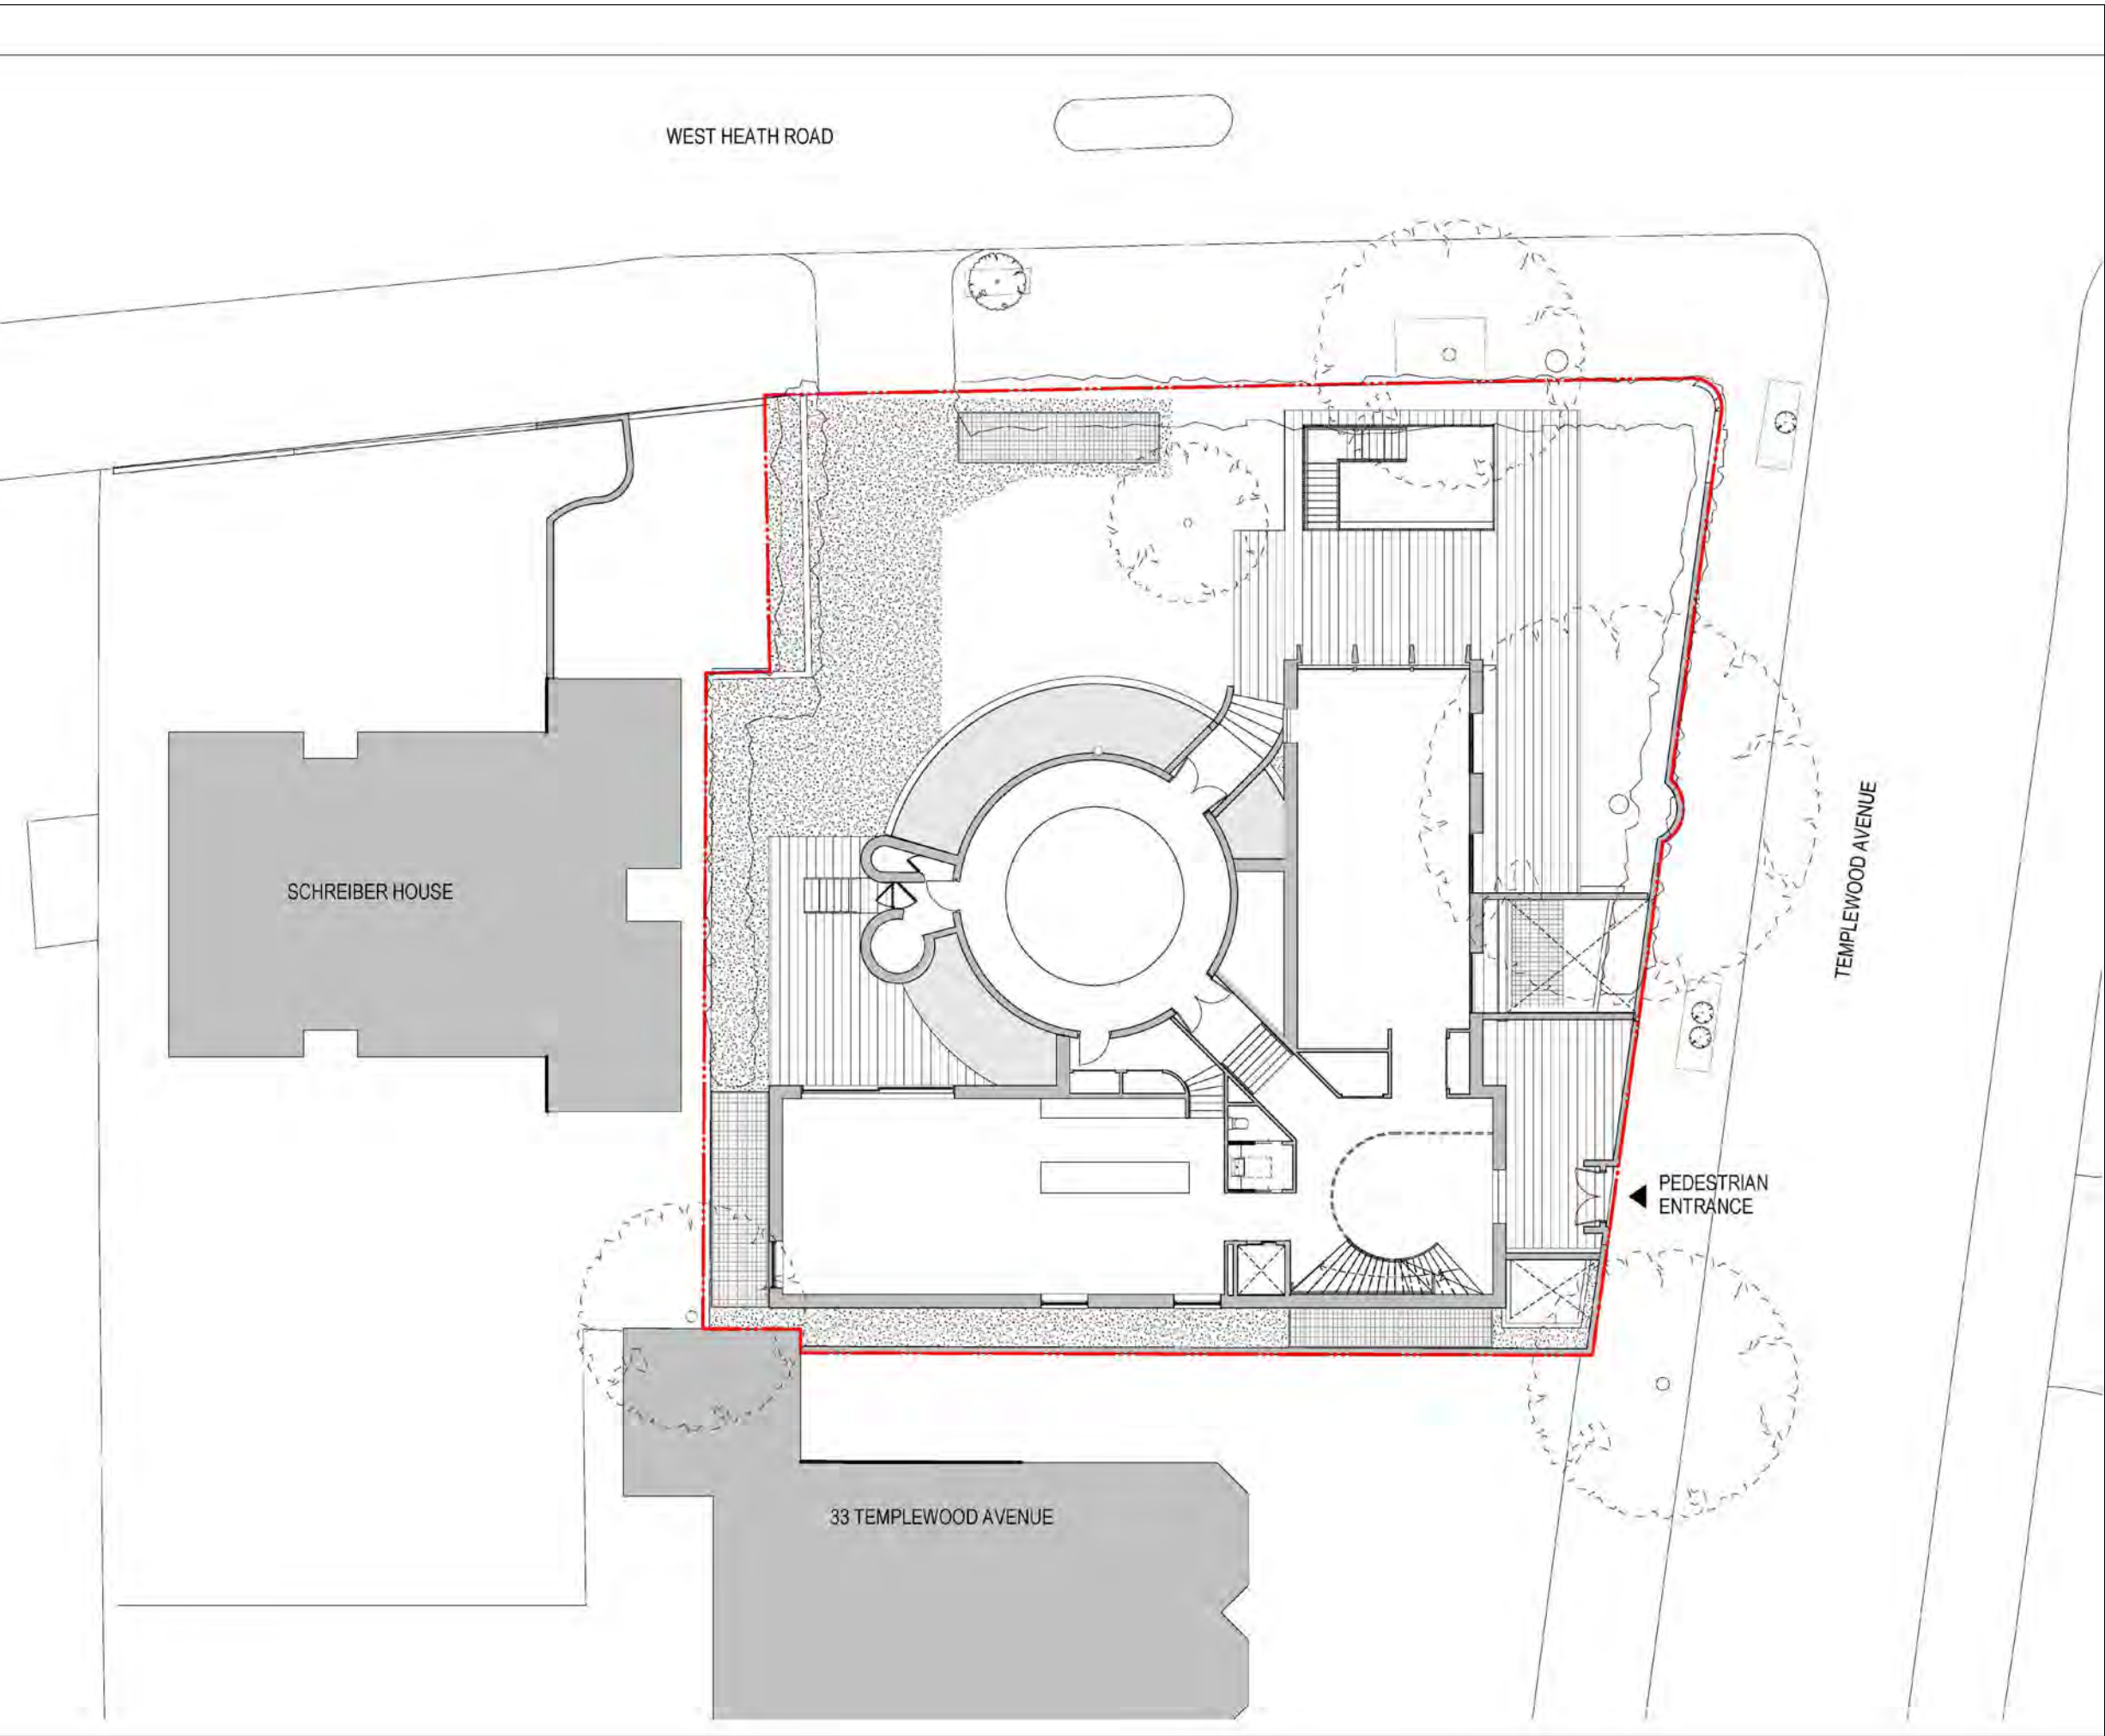 WEST HEATH ROAD
TEMPLEWOOD AVENUE
SCHREIBER HOUSE
PEDESTRIAN
ENTRANCE
33 TEMPLEWOOD AVENUE